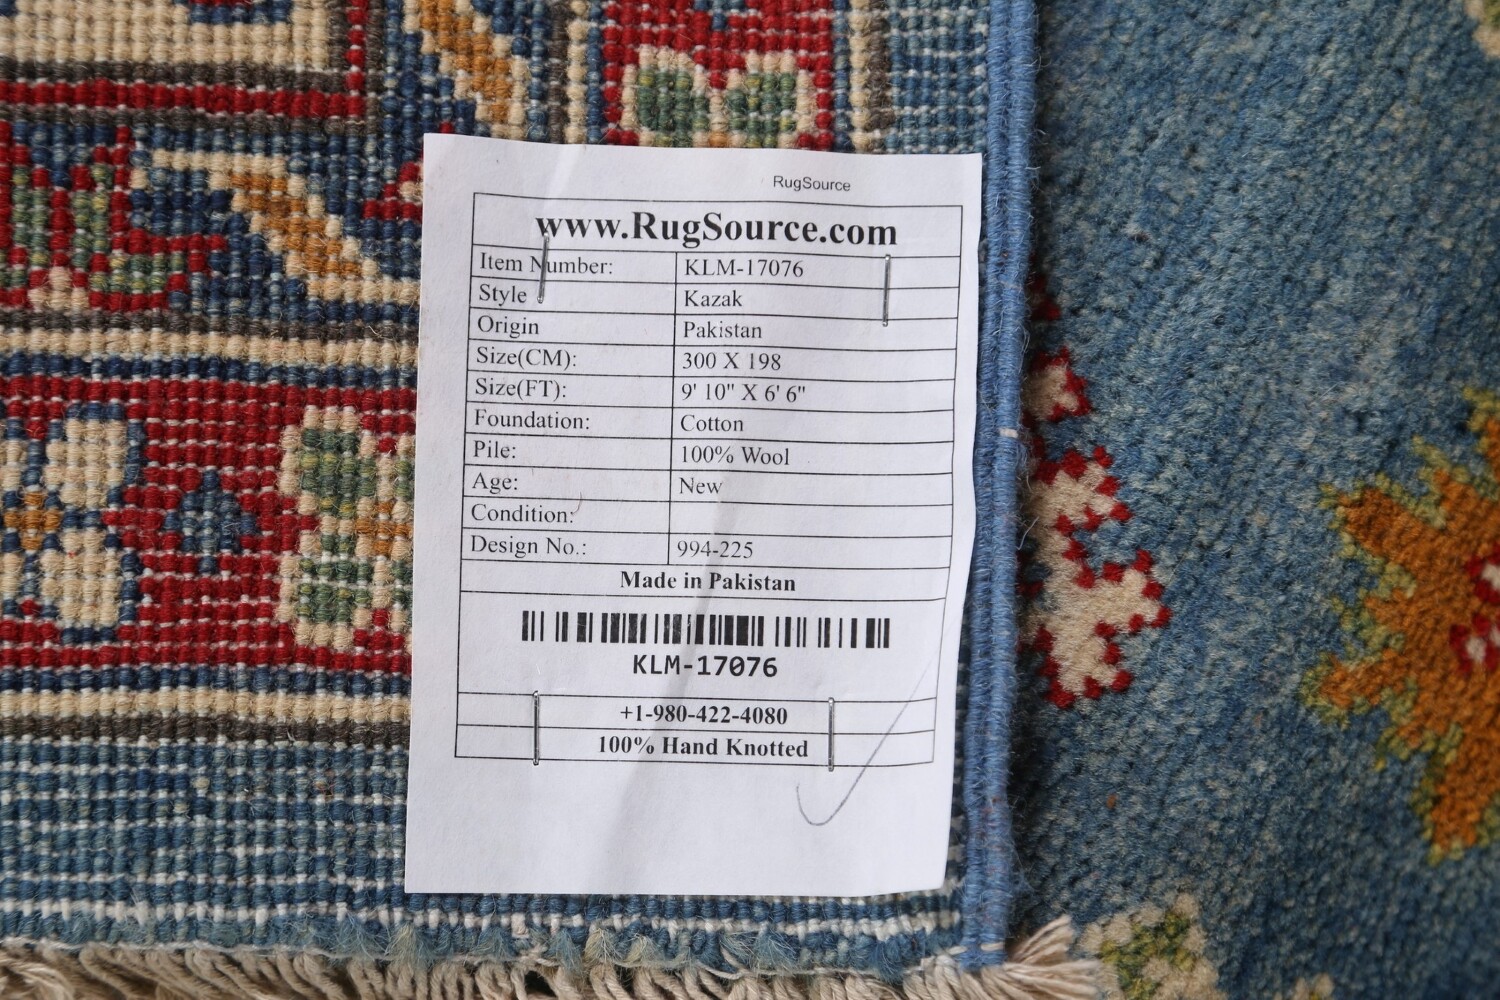 RugSource
www.RugSource.com
Item Number: KLM-17076
Style Kazak
Origin Pakistan
Size(CM): 300 X 198
Size(FT): 9' 10" X 6' 6"
Foundation: Cotton
Pile: 100% Wool
Age: New
Condition:
Design No.: 994-225
Made in Pakistan
KLM-17076
+1-980-422-4080
100% Hand Knotted